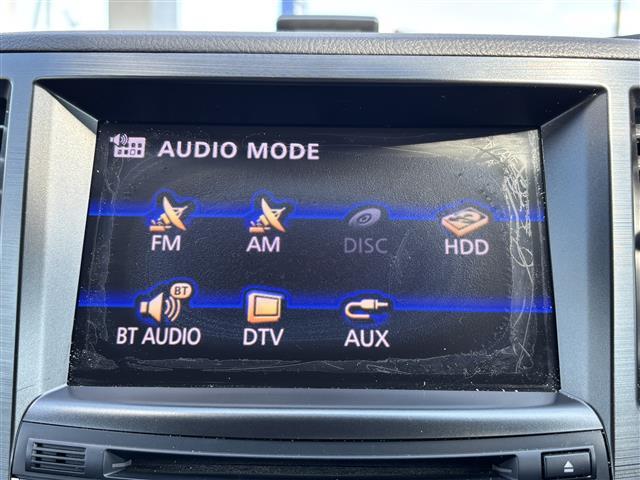 AUDIO MODE
FM AM DISC HDD
BT
BT AUDIO DTV AUX